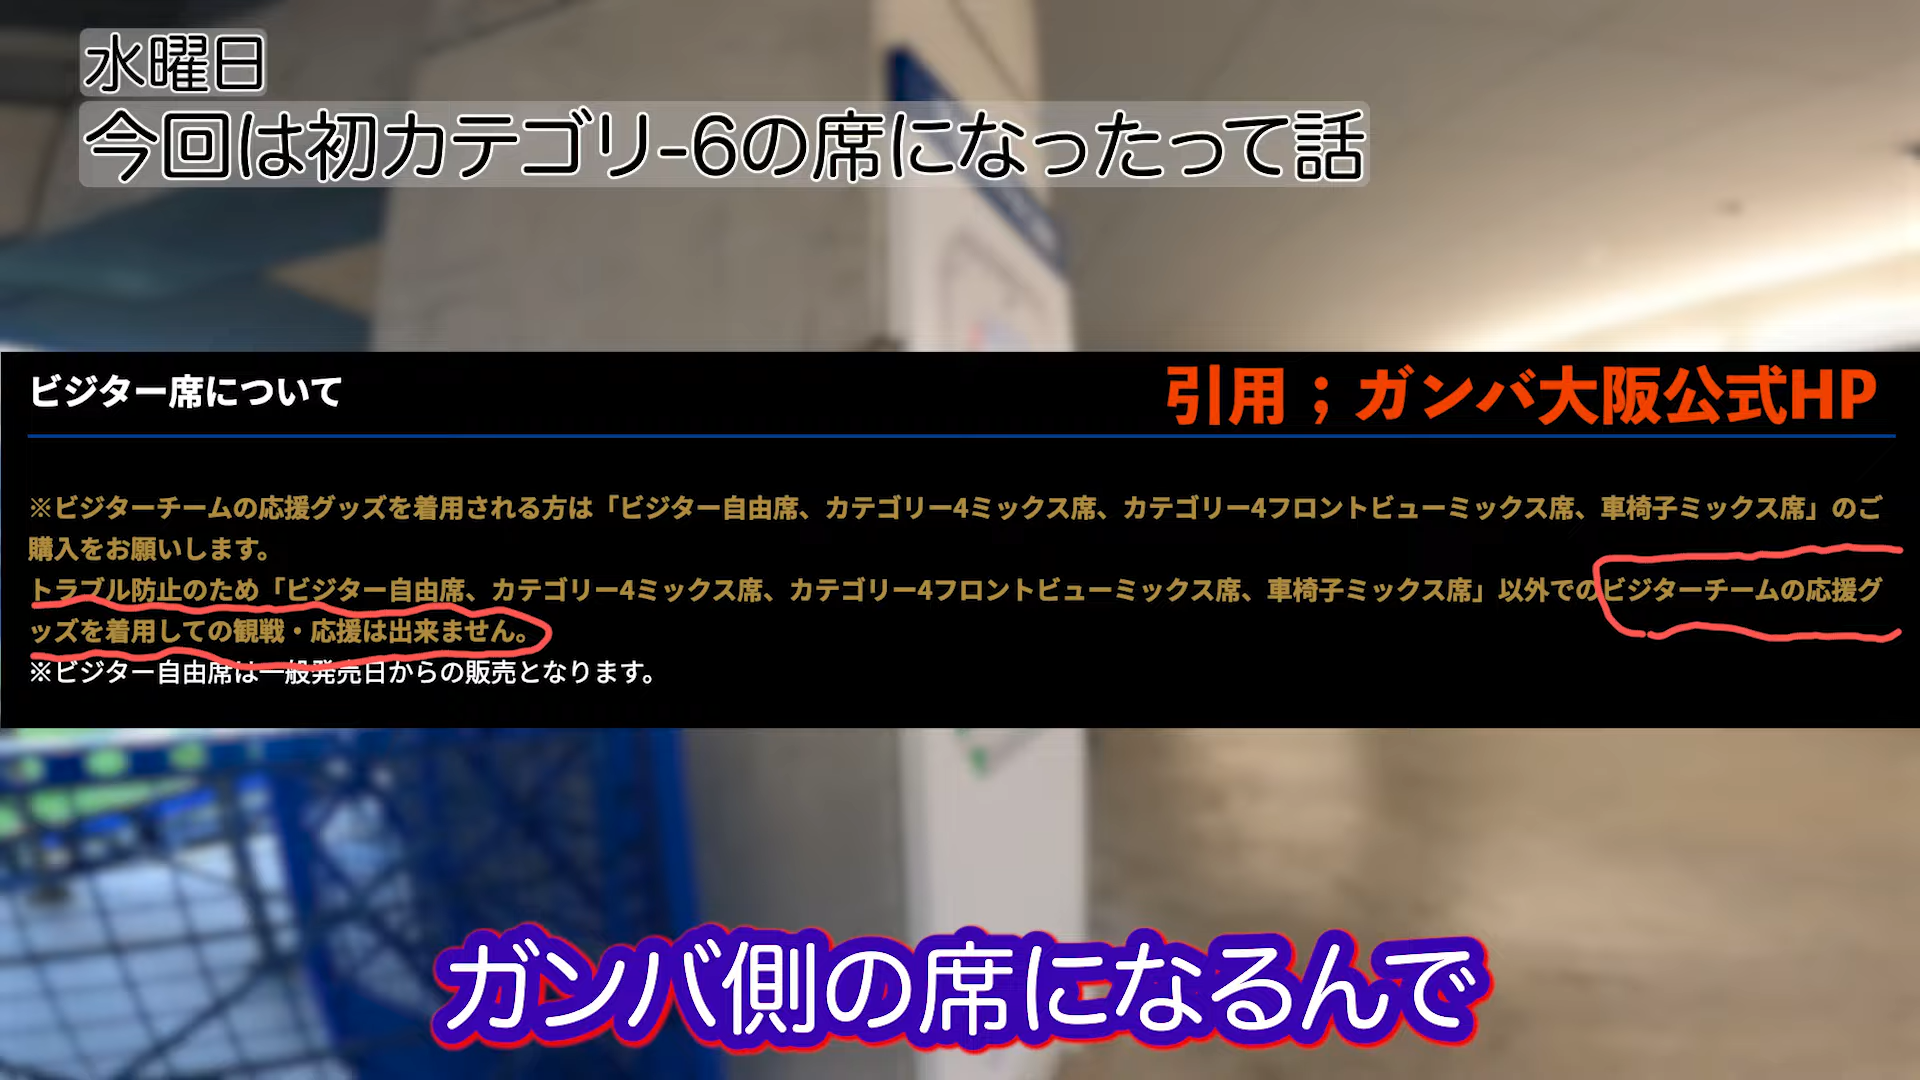 水曜日
今回は初カテゴリ-6の席になったって話
ビジター席について
引用；ガンバ大阪公式HP
※ビジターチームの応援グッズを着用される方は「ビジター自由席、カテゴリー4ミックス席、カテゴリー4フロントビューミックス席、車椅子ミックス席」のご
購入をお願いします。
トラブル防止のため「ビジター自由席、カテゴリー4ミックス席、カテゴリー4フロントビューミックス席、車椅子ミックス席」以外でのビジターチームの応援グ
ッズを着用しての観戦・応援は出来ません。
※ビジター自由席は一般発売日からの販売となります。
ガンバ側の席になるんで